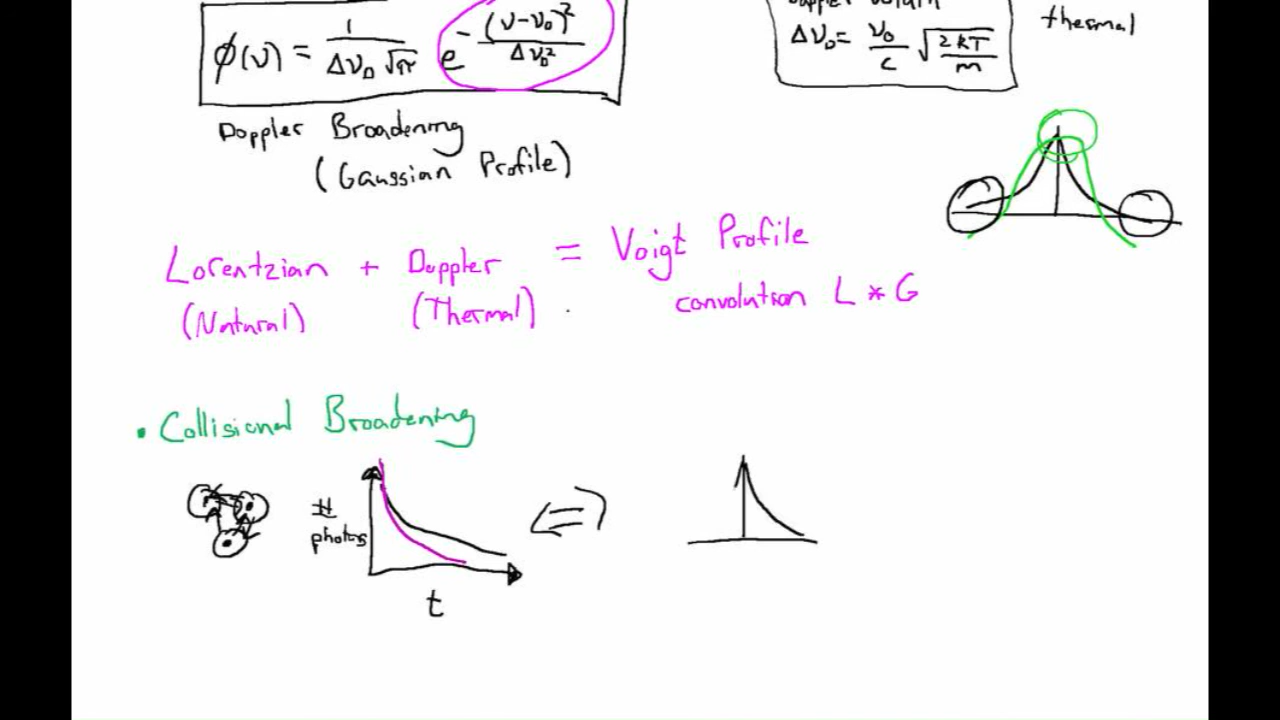 φ(ν) = 1 / (Δν_D √π) e^(-(ν-ν₀)² / Δν_D²)
Δν_D = ν₀/c √(2kT/m)
thermal
Doppler Broadening
(Gaussian Profile)
Lorentzian + Doppler = Voigt Profile
(Natural) (Thermal) convolution L * G
• Collisional Broadening
#
photos
t